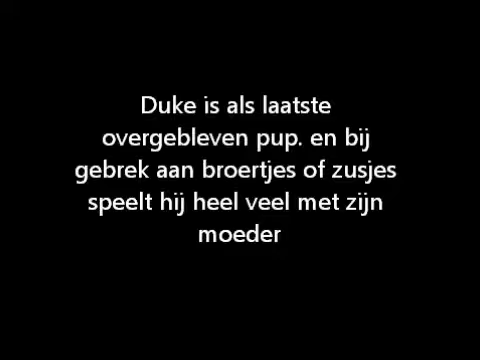 Duke is als laatste
overgebleven pup. en bij
gebrek aan broertjes of zusjes
speelt hij heel veel met zijn
moeder